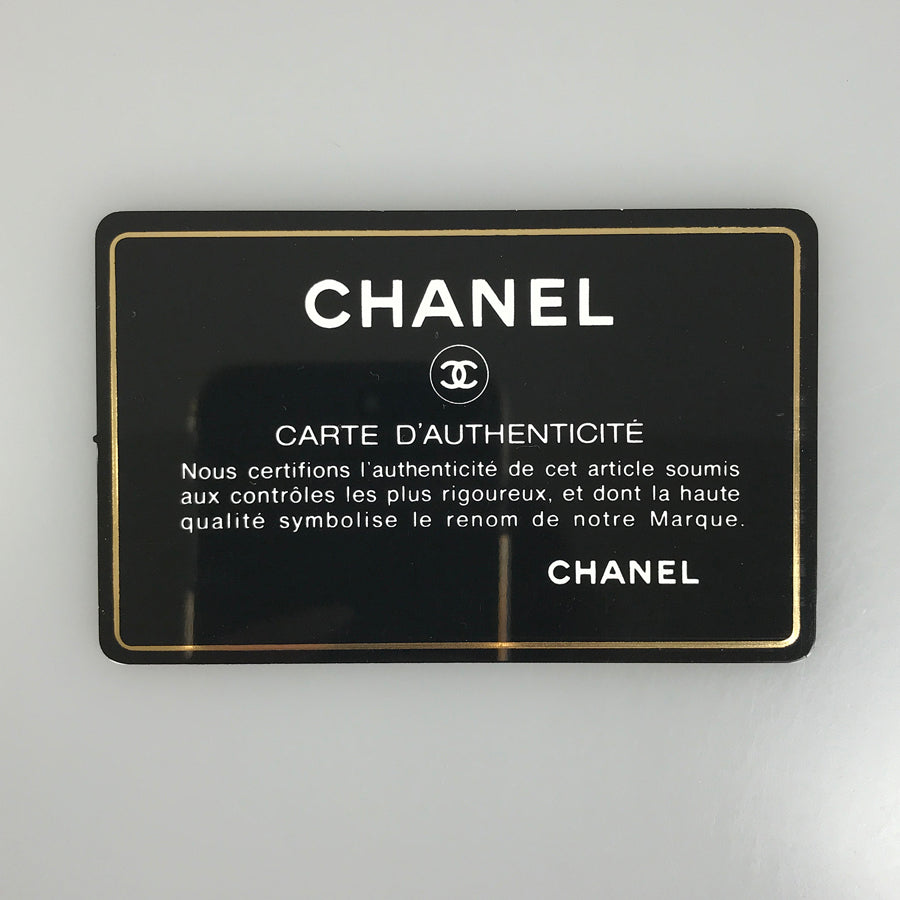 CHANEL
CARTE D'AUTHENTICITÉ
Nous certifions l'authenticité de cet article soumis
aux contrôles les plus rigoureux, et dont la haute
qualité symbolise le renom de notre Marque.
CHANEL